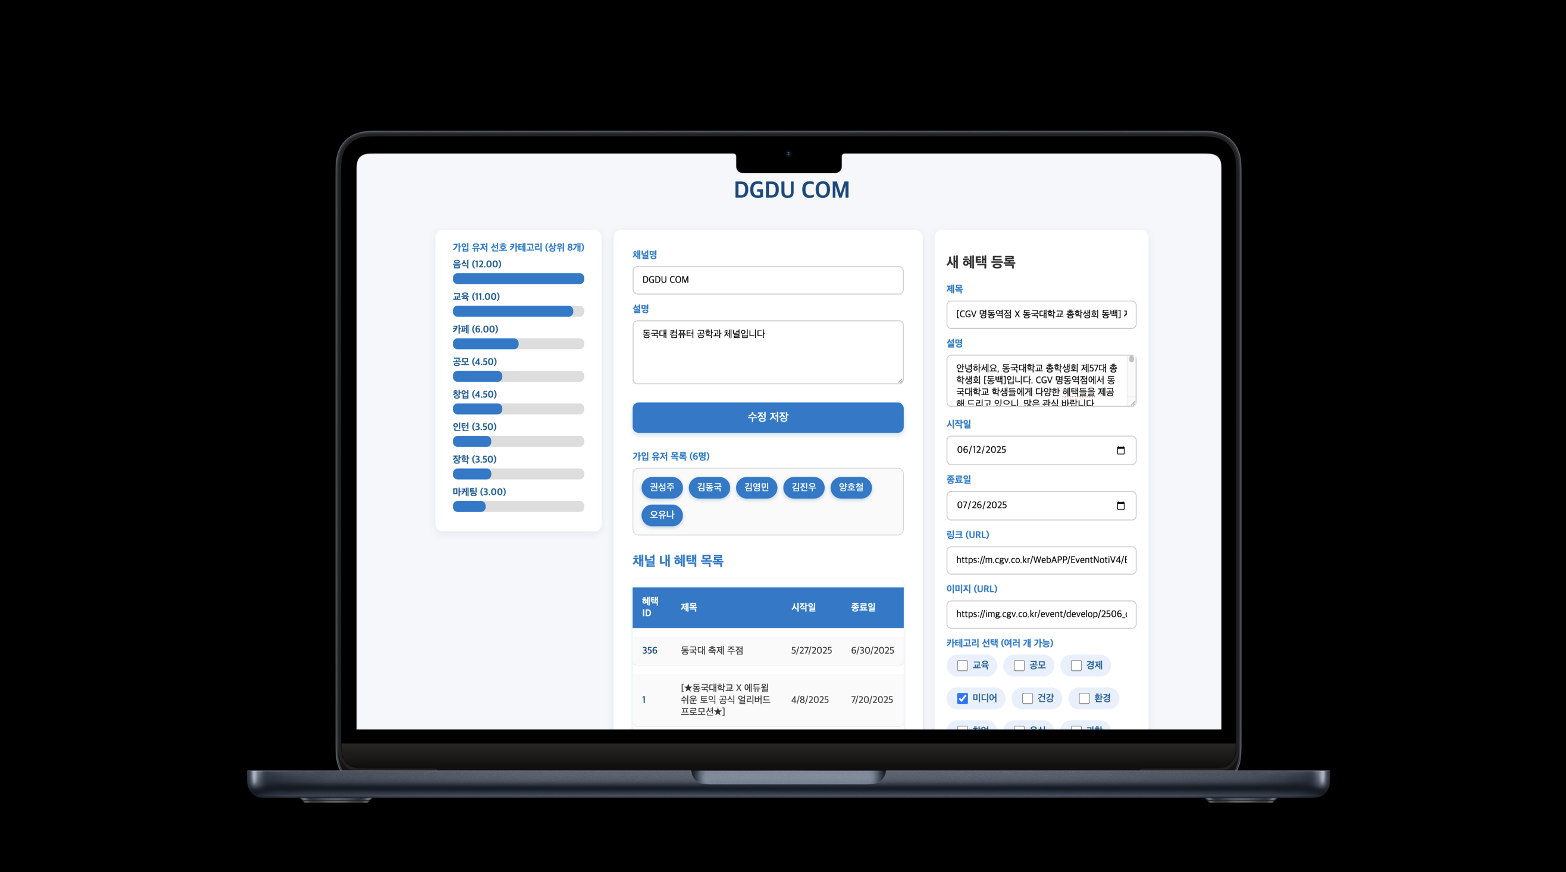 DGDU COM
가입 유저 선호 카테고리 (상위 8개)
음식 (12.00)
교육 (11.00)
카페 (6.00)
공모 (4.50)
창업 (4.50)
인턴 (3.50)
장학 (3.50)
마케팅 (3.00)
채널명
DGDU COM
설명
동국대 컴퓨터 공학과 체널입니다
수정 저장
가입 유저 목록 (6명)
권성주 김동국 김영민 김진우 양호철
오유나
채널 내 혜택 목록
혜택
ID 제목 시작일 종료일
356 동국대 축제 주점 5/27/2025 6/30/2025
[★동국대학교 X 에듀윌
1 쉬운 토익 공식 얼리버드 4/8/2025 7/20/2025
프로모션★]
새 혜택 등록
제목
[CGV 명동역점 X 동국대학교 총학생회 동백]
설명
안녕하세요, 동국대학교 총학생회 제57대 총
학생회 [동백]입니다. CGV 명동역점에서 동
국대학교 학생들에게 다양한 혜택들을 제공
해 드리고 있으니, 많은 관심 바랍니다
시작일
06/12/2025
종료일
07/26/2025
링크 (URL)
https://m.cgv.co.kr/WebAPP/EventNotiV4/E
이미지 (URL)
https://img.cgv.co.kr/event/develop/2506_
카테고리 선택 (여러 개 가능)
교육 공모 경제
미디어 건강 환경